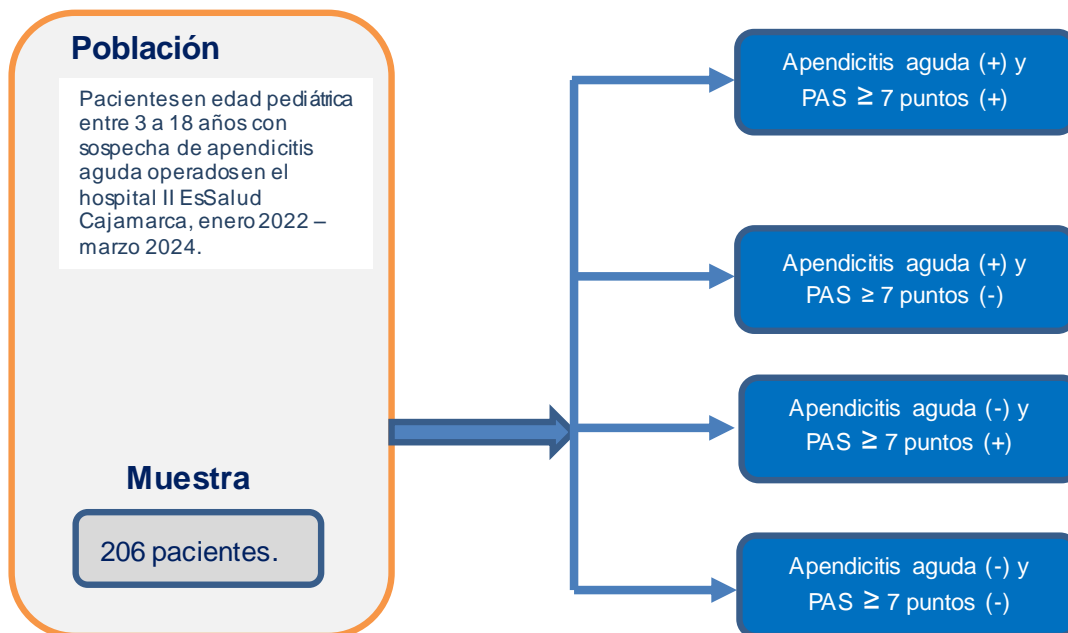 Población
Pacientes en edad pediátrica
entre 3 a 18 años con
sospecha de apendicitis
aguda operados en el
hospital II EsSalud
Cajamarca, enero 2022 –
marzo 2024.
Muestra
206 pacientes.
Apendicitis aguda (+) y
PAS ≥ 7 puntos (+)
Apendicitis aguda (+) y
PAS ≥ 7 puntos (-)
Apendicitis aguda (-) y
PAS ≥ 7 puntos (+)
Apendicitis aguda (-) y
PAS ≥ 7 puntos (-)